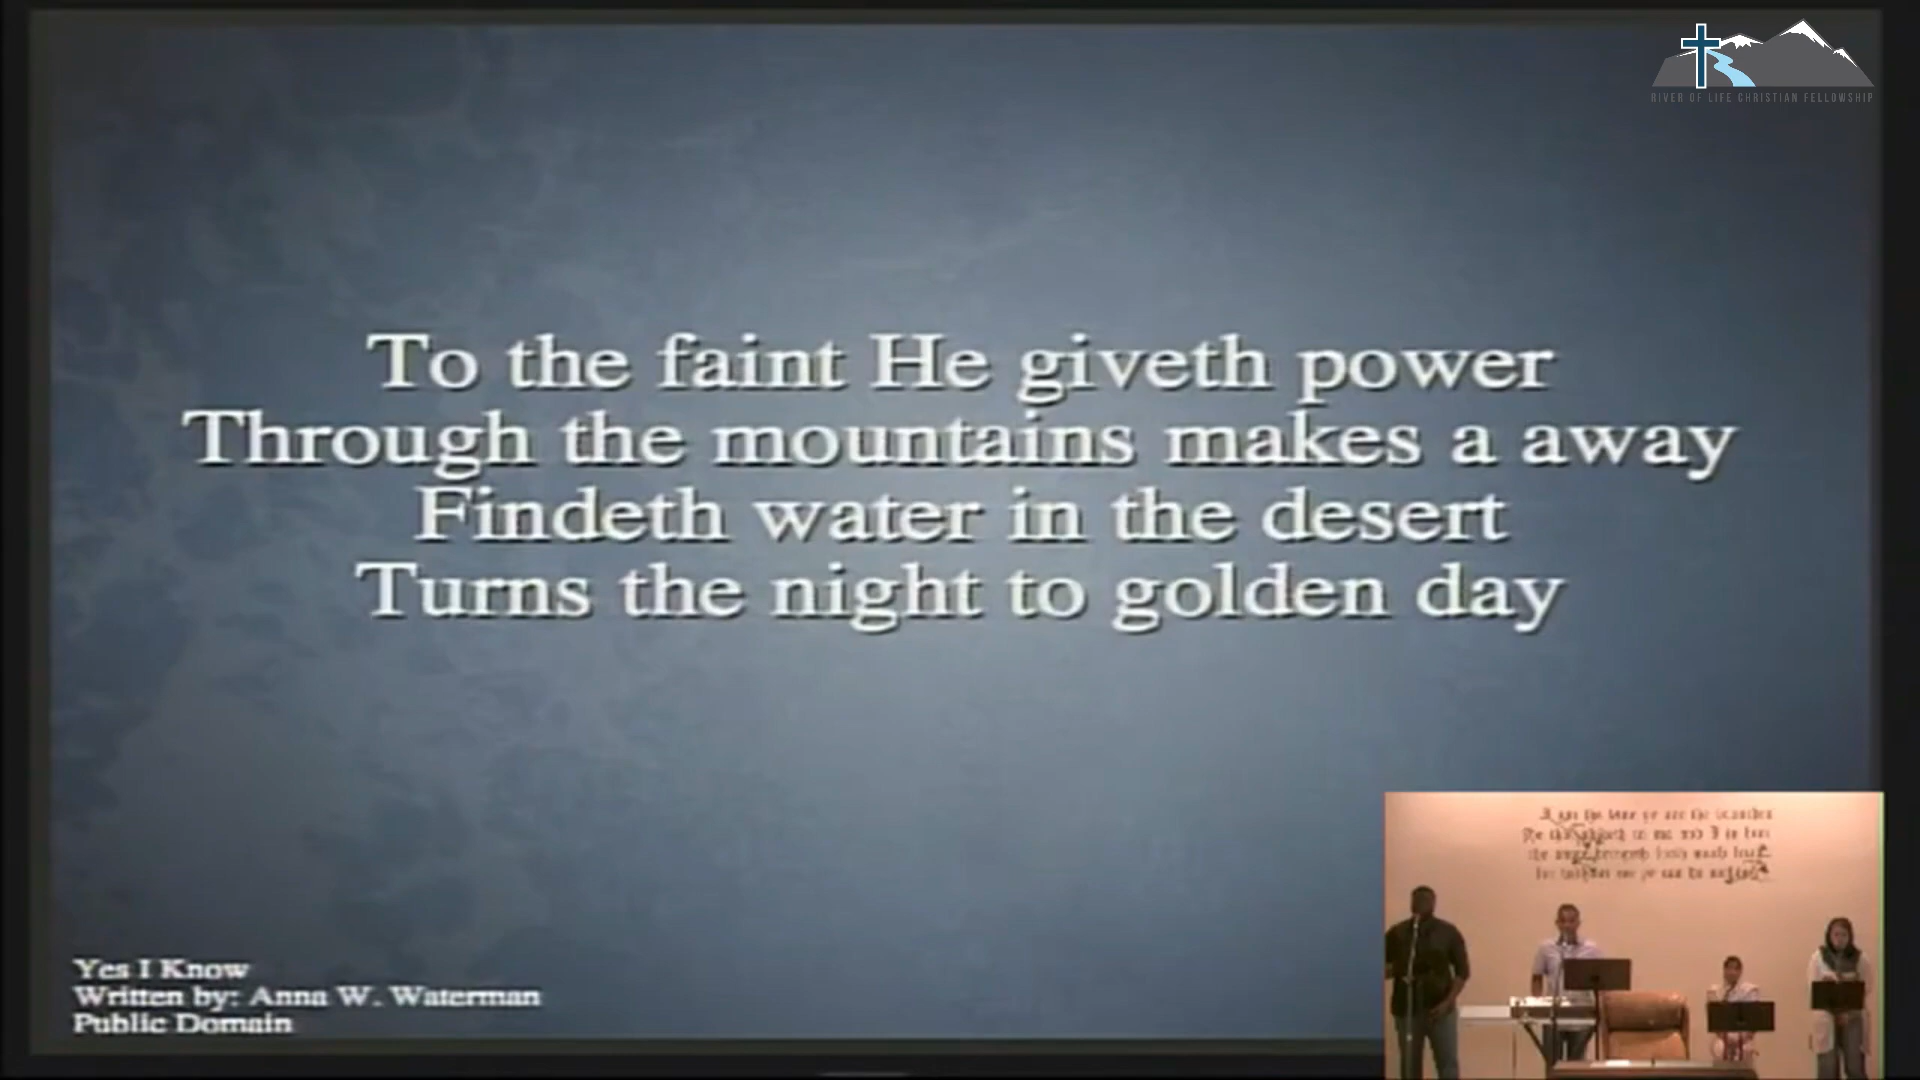 RIVER OF LIFE CHRISTIAN FELLOWSHIP
To the faint He giveth power
Through the mountains makes a away
Findeth water in the desert
Turns the night to golden day
Yes I Know
Written by: Anna W. Waterman
Public Domain